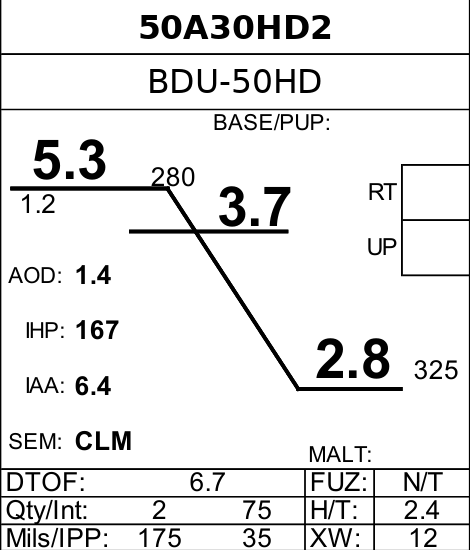 50A30HD2
BDU-50HD
BASE/PUP:
5.3
280
1.2
3.7
RT
UP
AOD: 1.4
IHP: 167
2.8 325
IAA: 6.4
SEM: CLM
MALT:
DTOF: 6.7 FUZ: N/T
Qty/Int: 2 75 H/T: 2.4
Mils/IPP: 175 35 XW: 12